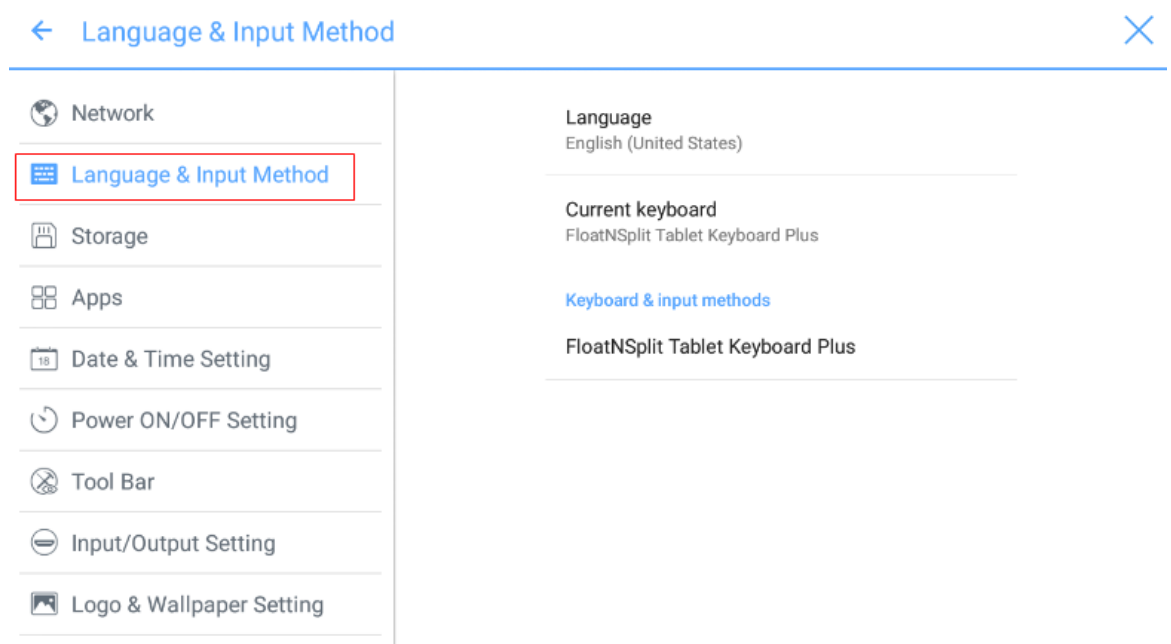 Language & Input Method
Network
Language & Input Method
Storage
Apps
18
Date & Time Setting
Power ON/OFF Setting
Tool Bar
Input/Output Setting
Logo & Wallpaper Setting
Language
English (United States)
Current keyboard
FloatNSplit Tablet Keyboard Plus
Keyboard & input methods
FloatNSplit Tablet Keyboard Plus